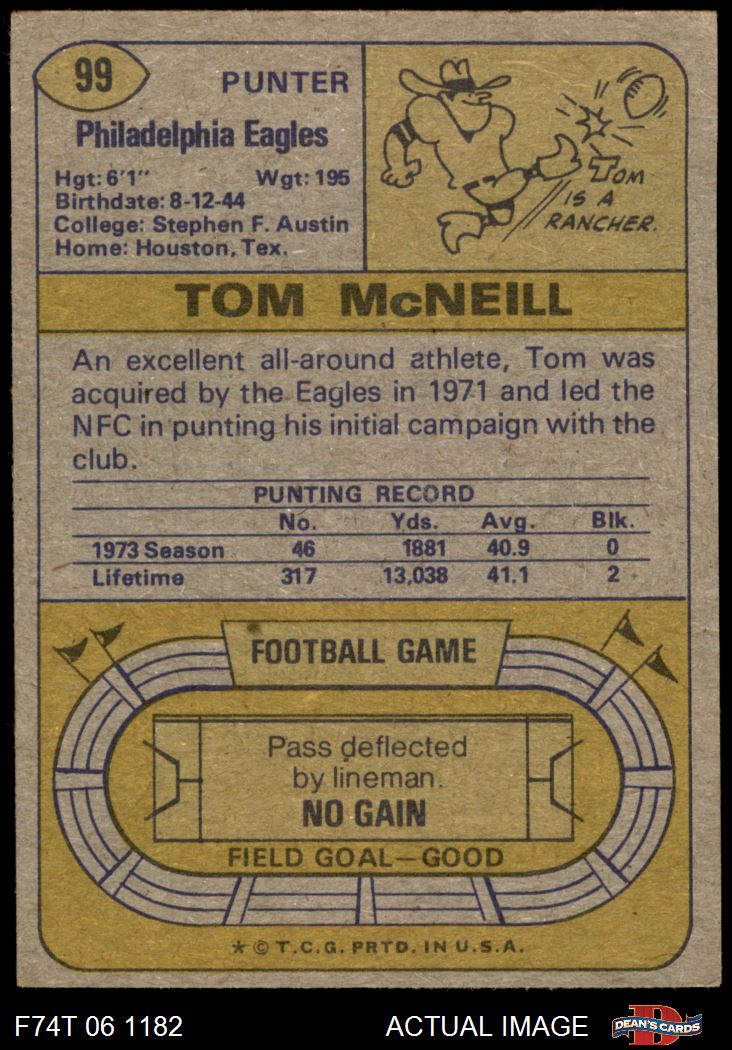 99
PUNTER
Philadelphia Eagles
Hgt: 6'1" Wgt: 195
Birthdate: 8-12-44
College: Stephen F. Austin
Home: Houston, Tex.
TOM
IS A
RANCHER.
TOM McNEILL
An excellent all-around athlete, Tom was
acquired by the Eagles in 1971 and led the
NFC in punting his initial campaign with the
club.
PUNTING RECORD
No. Yds. Avg. Blk.
1973 Season 46 1881 40.9 0
Lifetime 317 13,038 41.1 2
FOOTBALL GAME
Pass deflected
by lineman.
NO GAIN
FIELD GOAL—GOOD
* © T.C.G. PRTD. IN U.S.A.
F74T 06 1182 ACTUAL IMAGE
D
DEAN'S CARDS